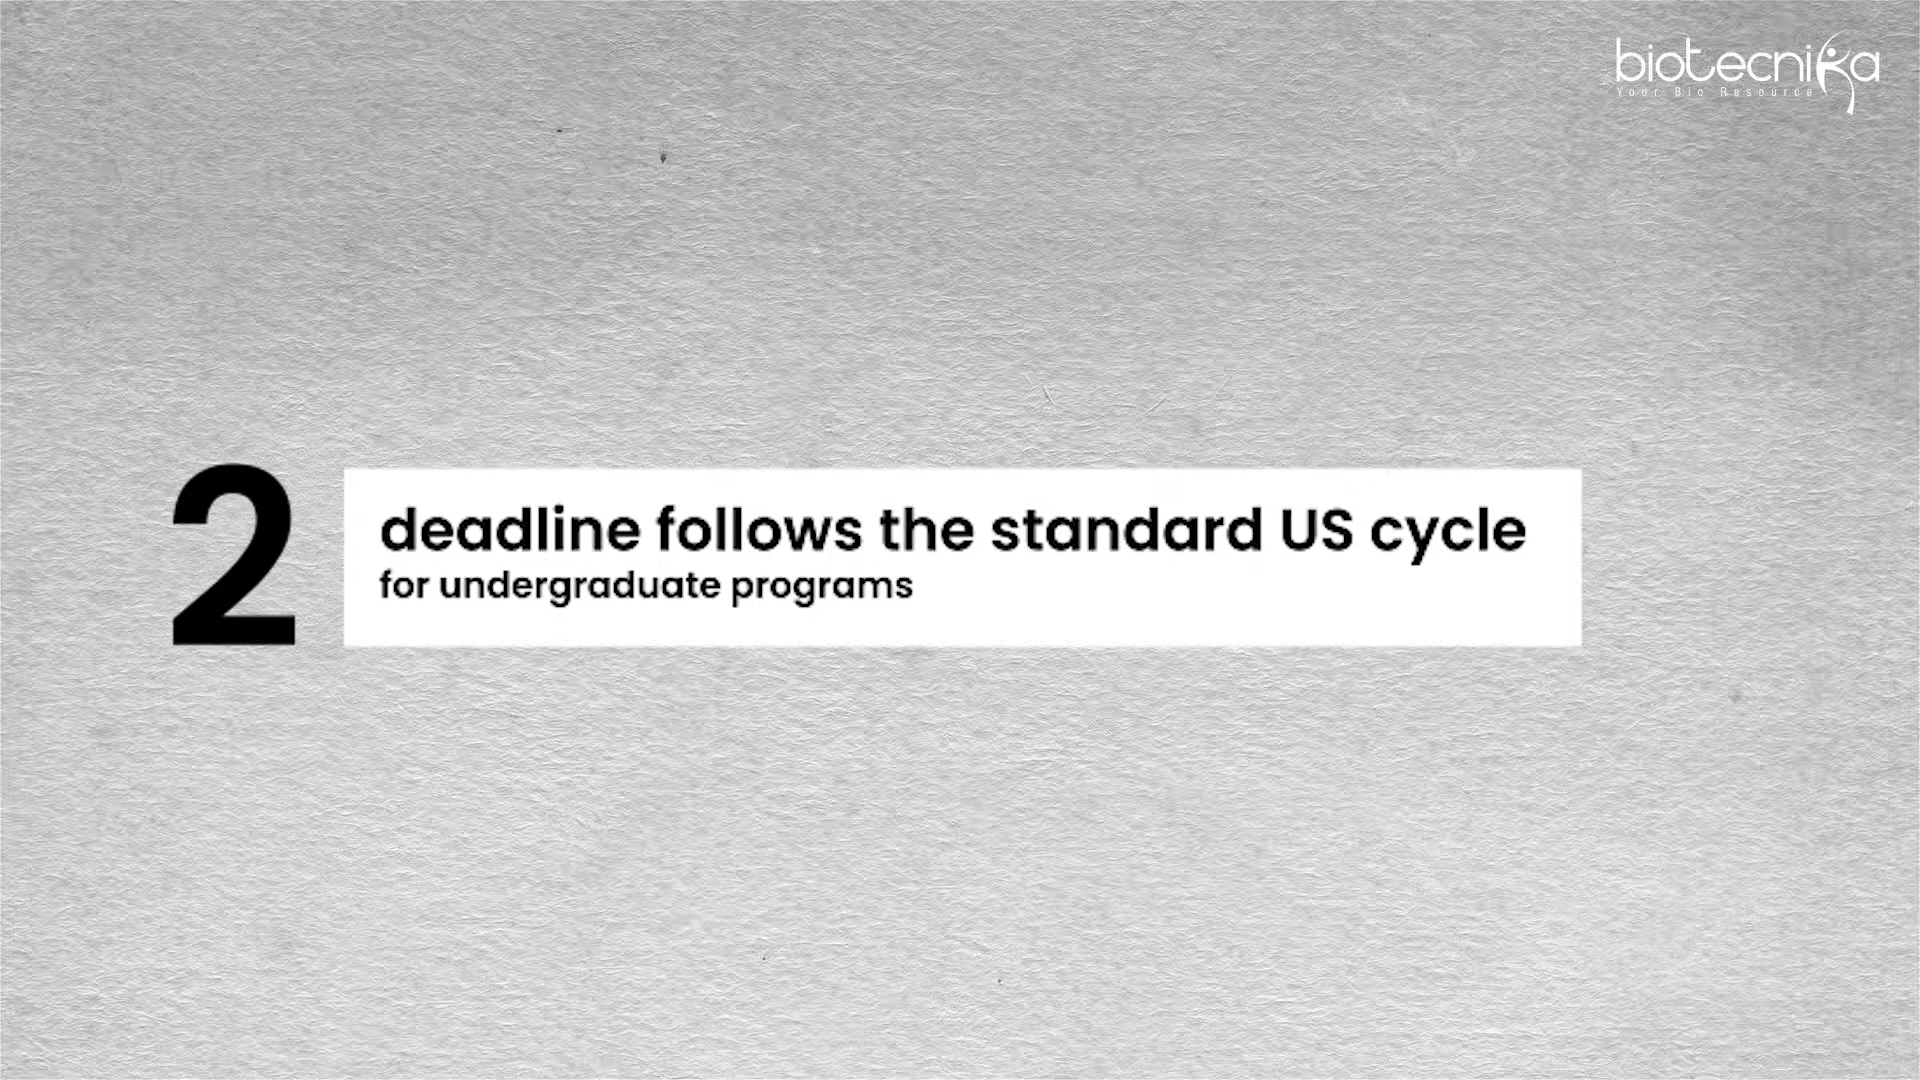 biotecnika
Your Bio Resource
2
deadline follows the standard US cycle
for undergraduate programs